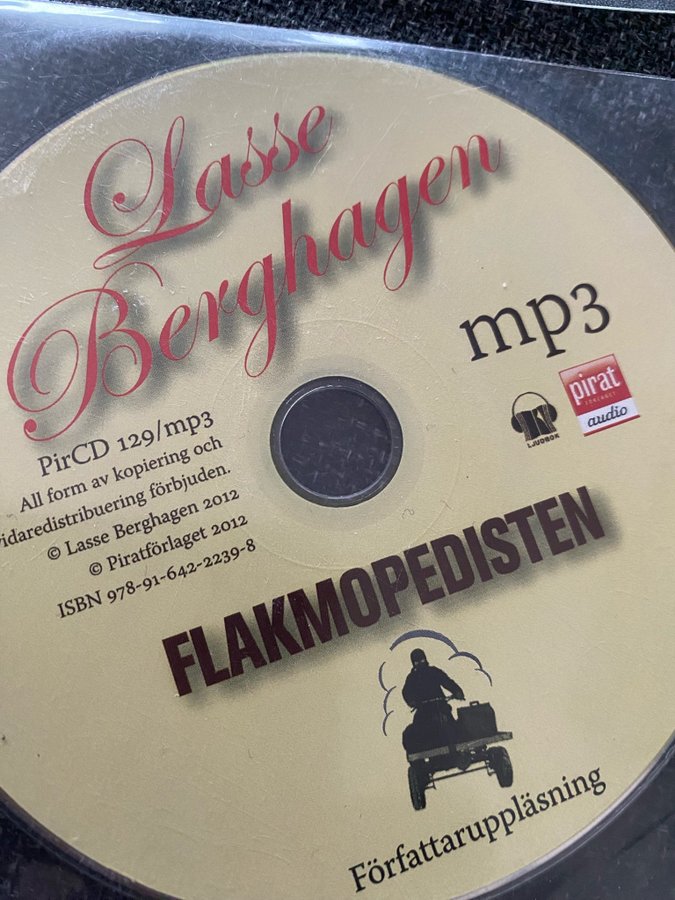 Lasse
Berghagen
mp3
pirat
FÖRLAGET
audio
LJUDBOK
PirCD 129/mp3
All form av kopiering och
vidaredistribuering förbjuden.
© Lasse Berghagen 2012
© Piratförlaget 2012
ISBN 978-91-642-2239-8
FLAKMOPEDISTEN
Författaruppläsning